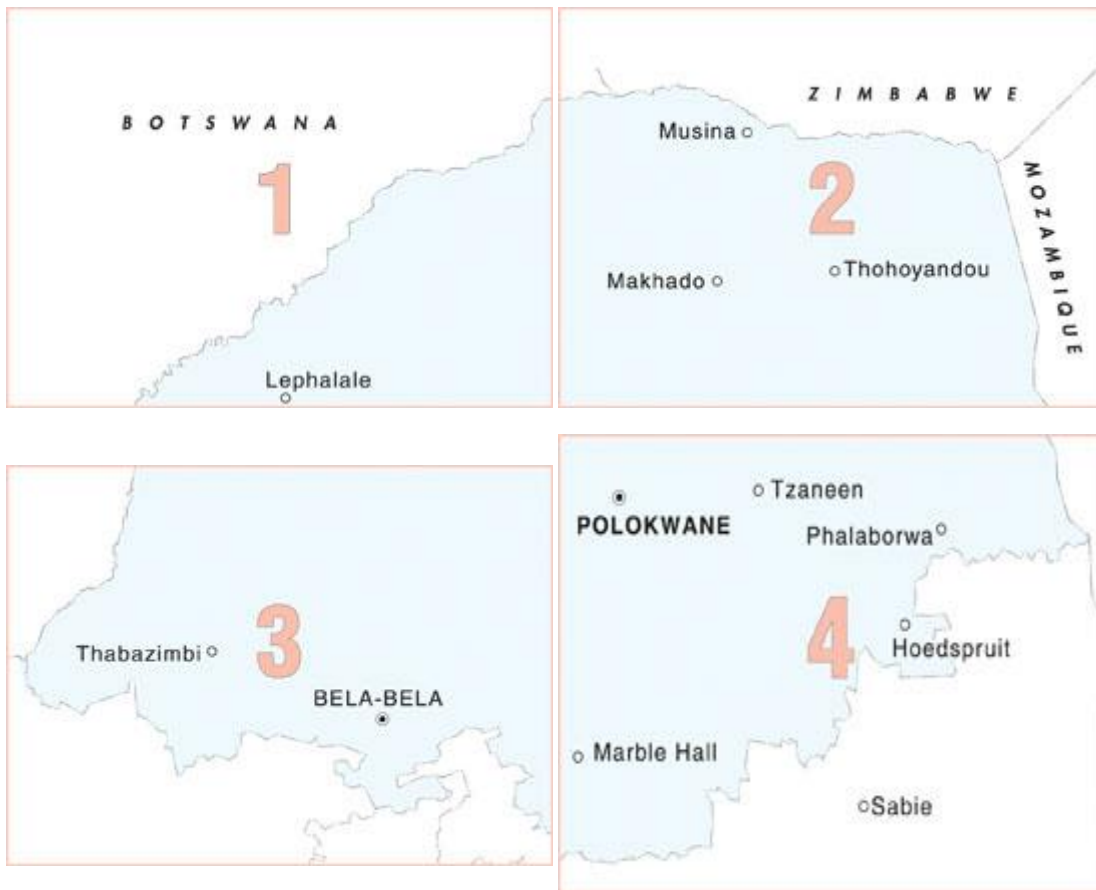 BOTSWANA
1
Lephalale
ZIMBABWE
Musina
2
MOZAMBIQUE
Makhado
Thohoyandou
Thabazimbi
3
BELA-BELA
Tzaneen
POLOKWANE
Phalaborwa
4
Hoedspruit
Marble Hall
Sabie